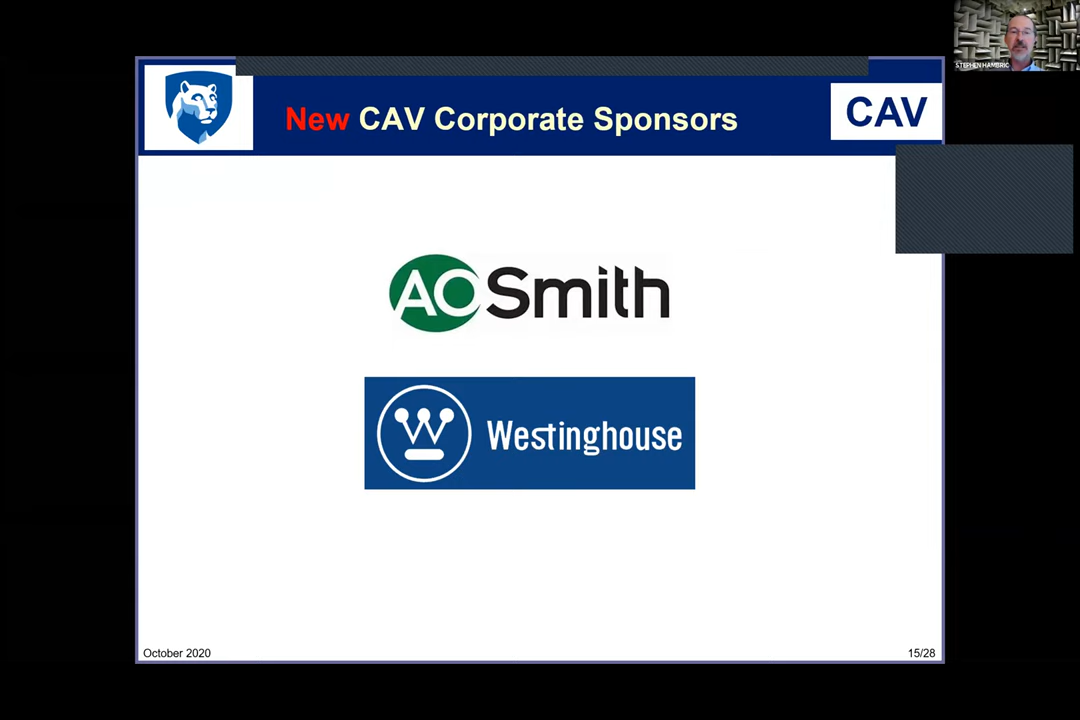 STEPHEN HAMBRIC
New CAV Corporate Sponsors
CAV
AO Smith
Westinghouse
October 2020
15/28